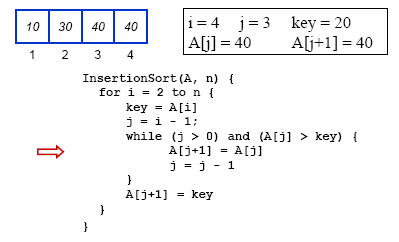 10 30 40 40
1 2 3 4
i = 4 j = 3 key = 20
A[j] = 40 A[j+1] = 40
InsertionSort(A, n) {
for i = 2 to n {
key = A[i]
j = i - 1;
while (j > 0) and (A[j] > key) {
A[j+1] = A[j]
j = j - 1
}
A[j+1] = key
}
}